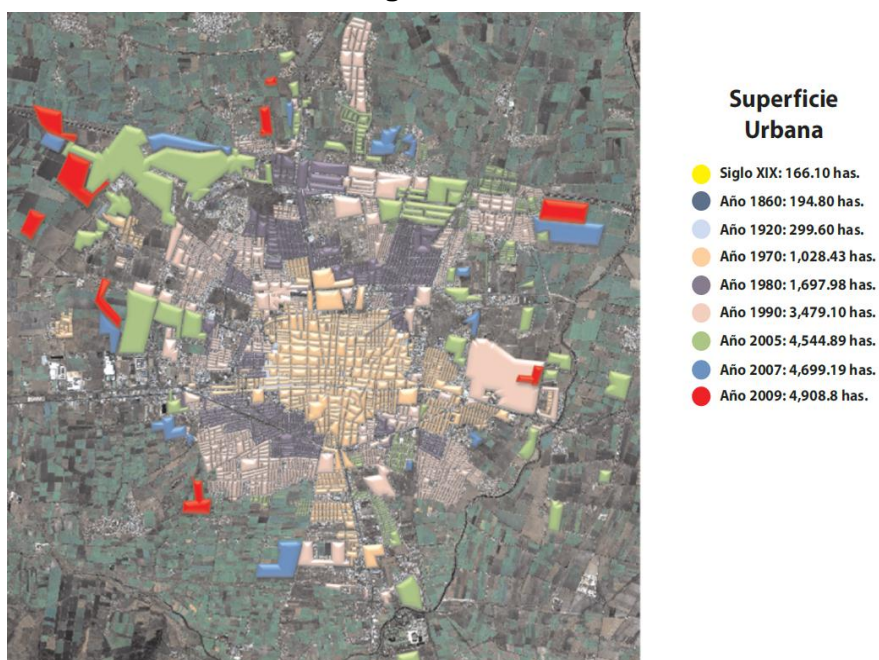 Superficie
Urbana
Siglo XIX: 166.10 has.
Año 1860: 194.80 has.
Año 1920: 299.60 has.
Año 1970: 1,028.43 has.
Año 1980: 1,697.98 has.
Año 1990: 3,479.10 has.
Año 2005: 4,544.89 has.
Año 2007: 4,699.19 has.
Año 2009: 4,908.8 has.